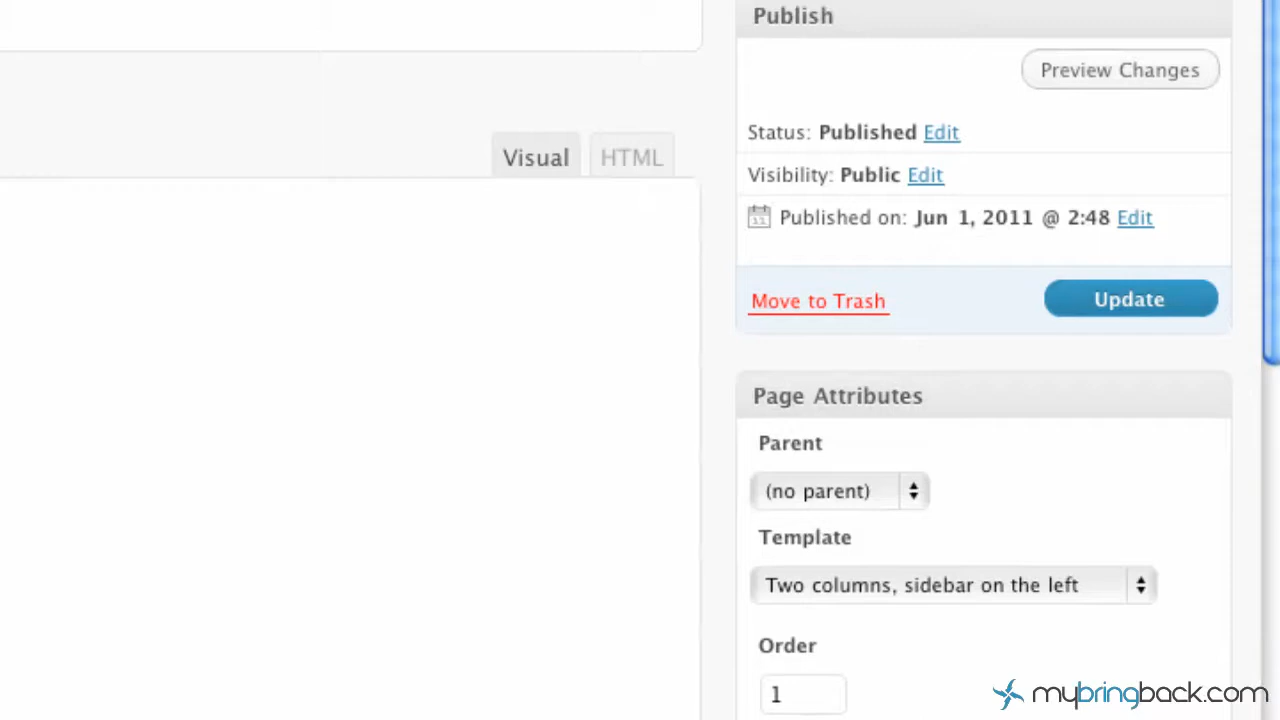 Publish
Preview Changes
Visual HTML
Status: Published Edit
Visibility: Public Edit
11 Published on: Jun 1, 2011 @ 2:48 Edit
Move to Trash Update
Page Attributes
Parent
(no parent)
Template
Two columns, sidebar on the left
Order
1
mybringback.com